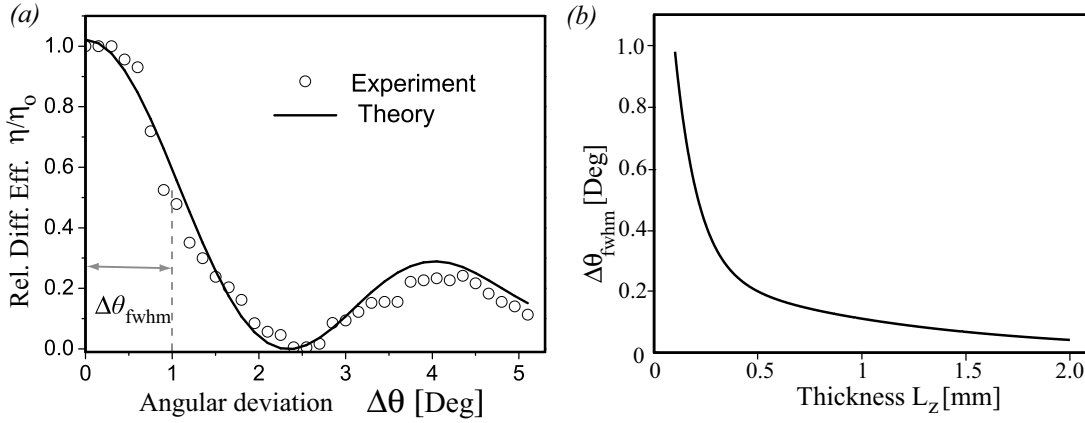 (a)
Rel. Diff. Eff. η/η₀
1.0
0.8
0.6
0.4
0.2
0.0
Experiment
Theory
Δθfwhm
0 1 2 3 4 5
Angular deviation Δθ [Deg]
(b)
Δθfwhm [Deg]
1.0
0.8
0.6
0.4
0.2
0
0 0.5 1 1.5 2.0
Thickness Lz [mm]